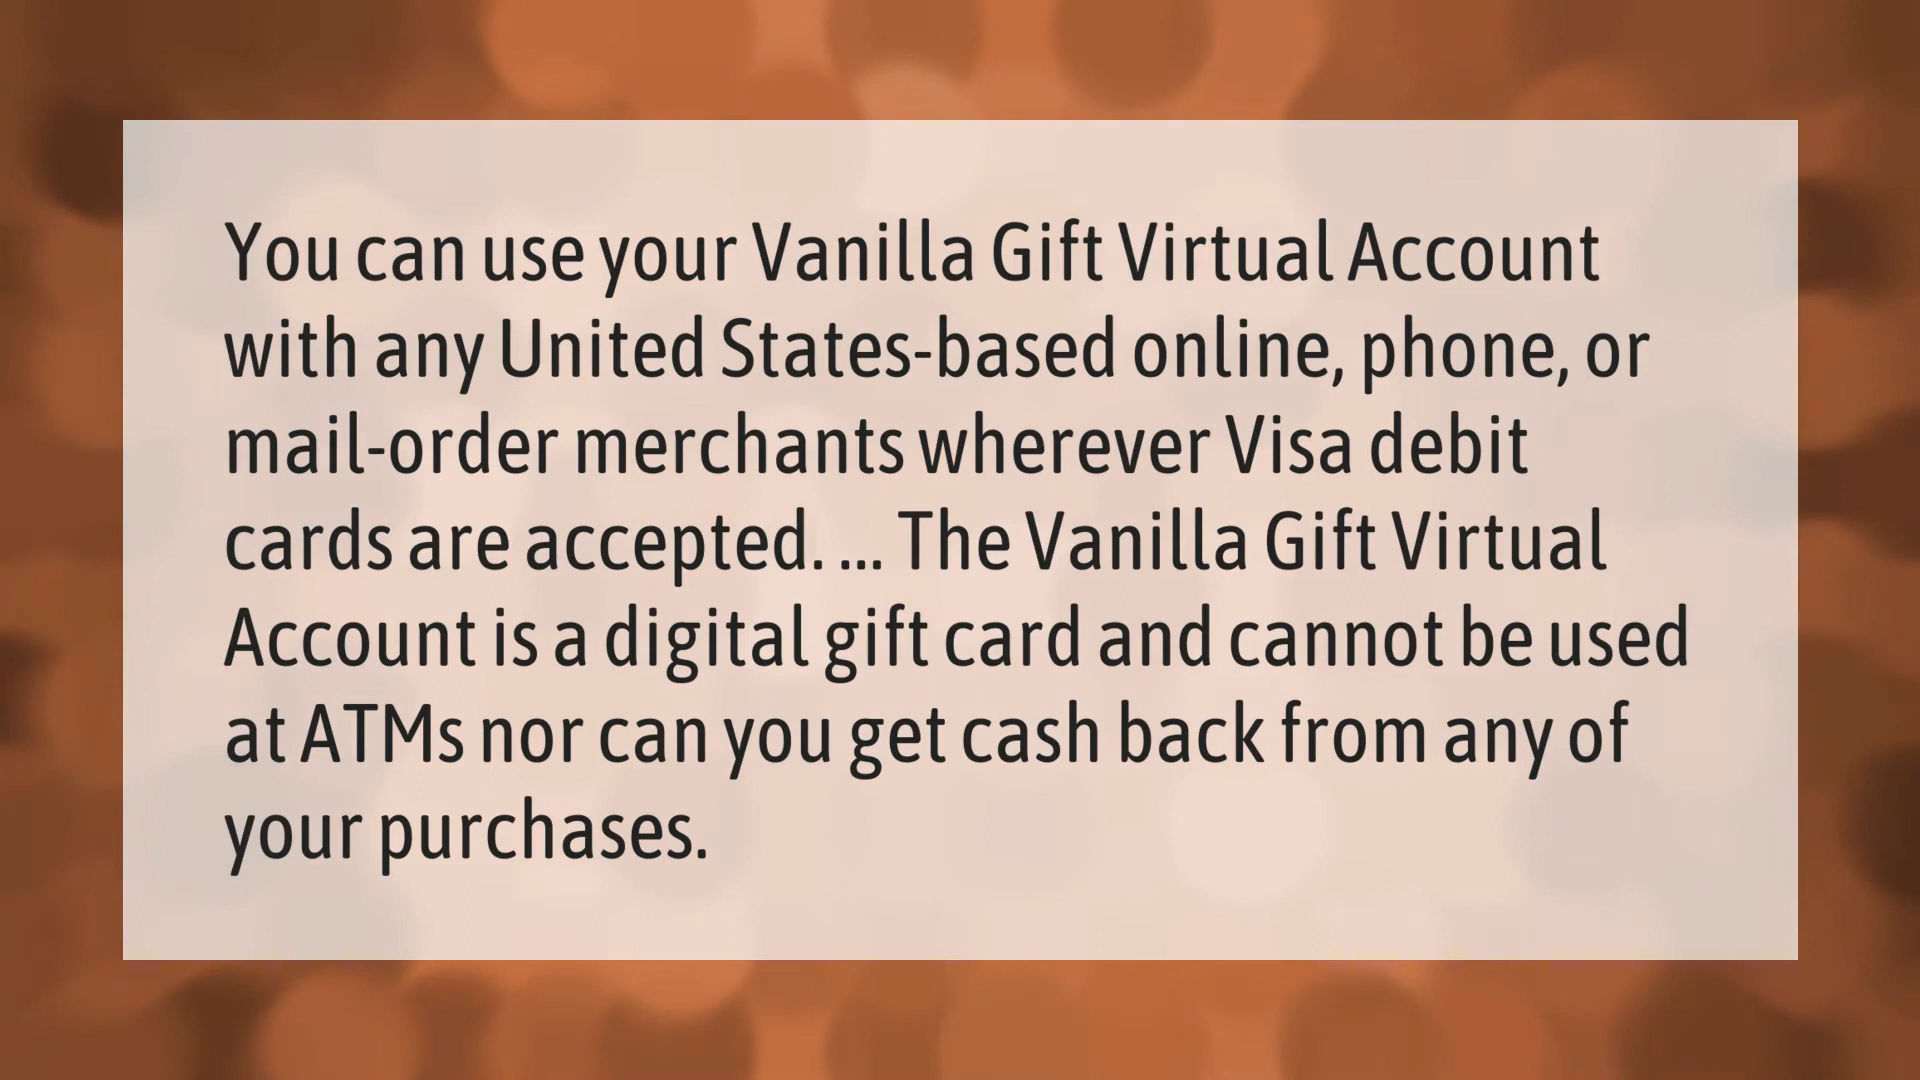 You can use your Vanilla Gift Virtual Account
with any United States-based online, phone, or
mail-order merchants wherever Visa debit
cards are accepted. ... The Vanilla Gift Virtual
Account is a digital gift card and cannot be used
at ATMs nor can you get cash back from any of
your purchases.